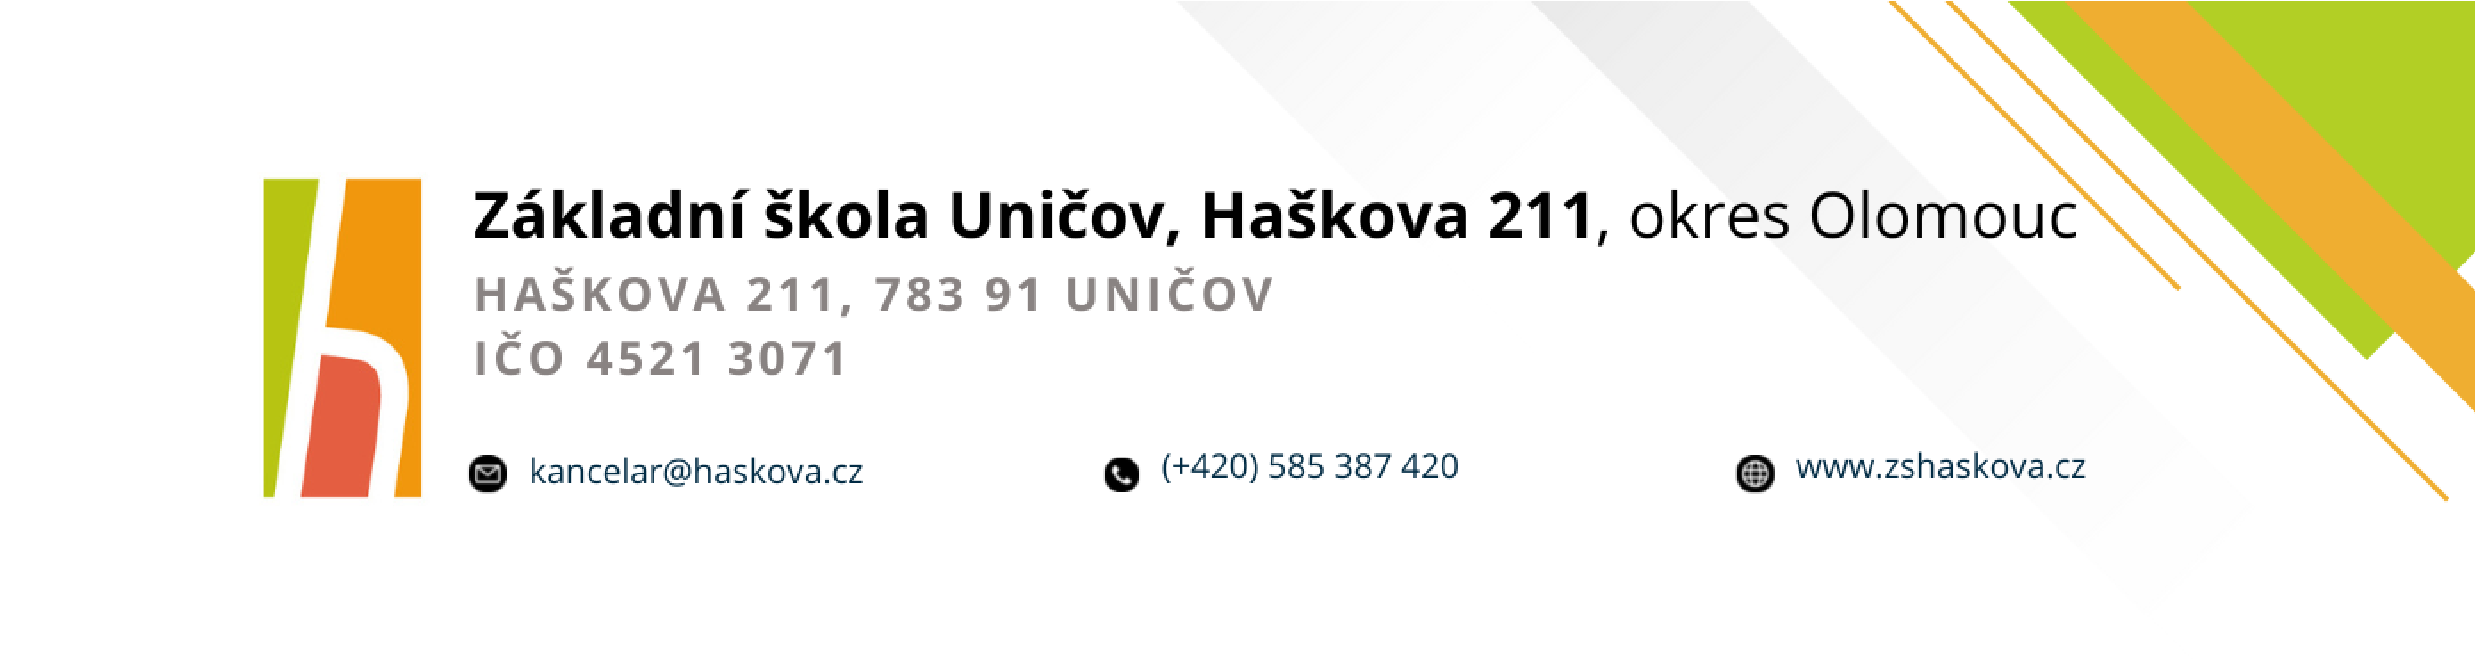 Základní škola Uničov, Haškova 211, okres Olomouc
HAŠKOVA 211, 783 91 UNIČOV
IČO 4521 3071
kancelar@haskova.cz (+420) 585 387 420 www.zshaskova.cz